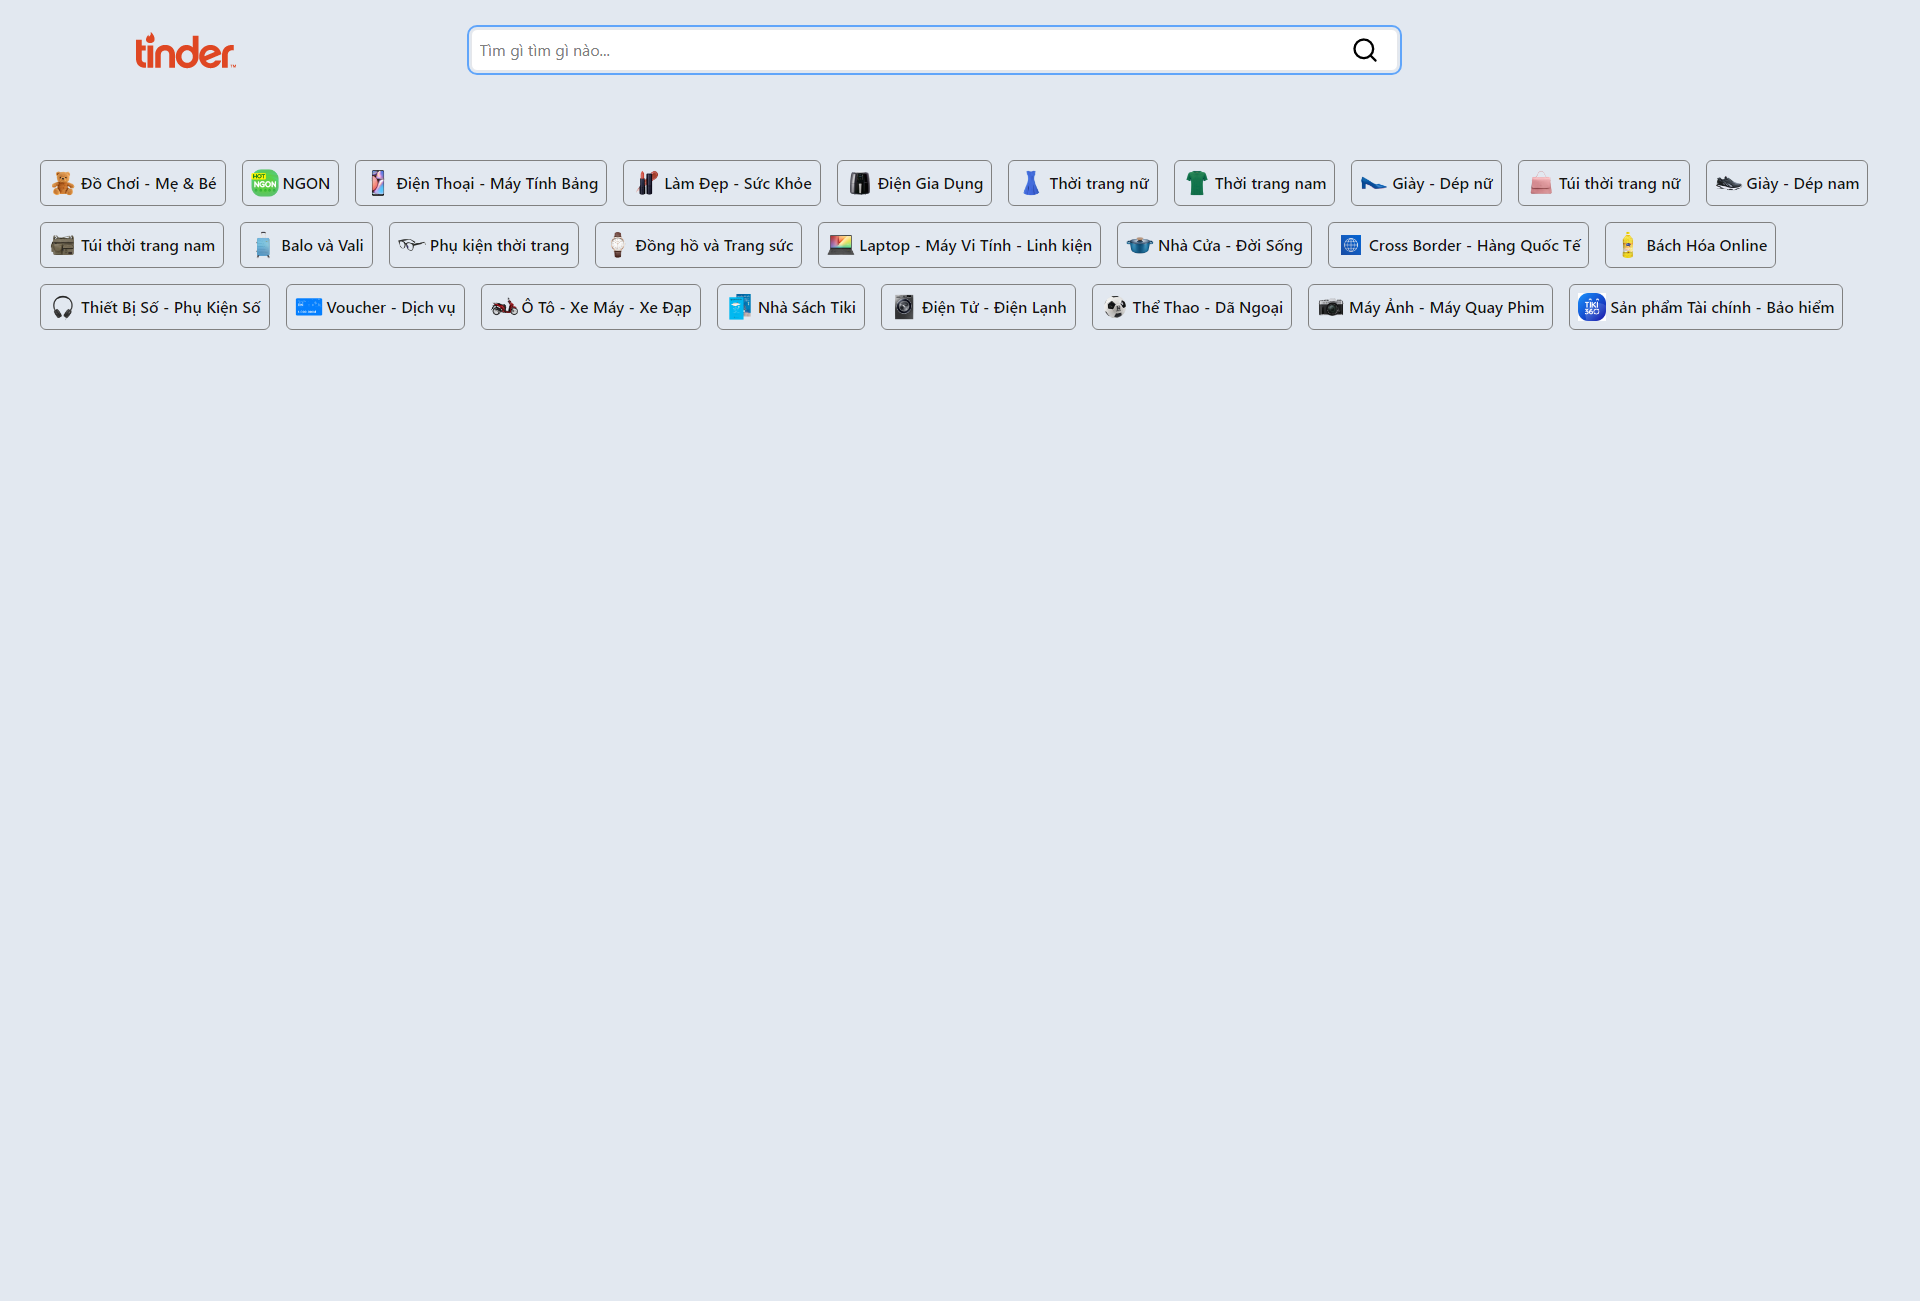 tinder™
Tìm gì tìm gì nào...
Đồ Chơi - Mẹ & Bé
HOT
NGON
NGON
Điện Thoại - Máy Tính Bảng
Làm Đẹp - Sức Khỏe
Điện Gia Dụng
Thời trang nữ
Thời trang nam
Giày - Dép nữ
Túi thời trang nữ
Giày - Dép nam
Túi thời trang nam
Balo và Vali
Phụ kiện thời trang
Đồng hồ và Trang sức
Laptop - Máy Vi Tính - Linh kiện
Nhà Cửa - Đời Sống
Cross Border - Hàng Quốc Tế
Bách Hóa Online
Thiết Bị Số - Phụ Kiện Số
Voucher - Dịch vụ
Ô Tô - Xe Máy - Xe Đạp
Nhà Sách Tiki
Điện Tử - Điện Lạnh
Thể Thao - Dã Ngoại
Máy Ảnh - Máy Quay Phim
TIKI
360
Sản phẩm Tài chính - Bảo hiểm